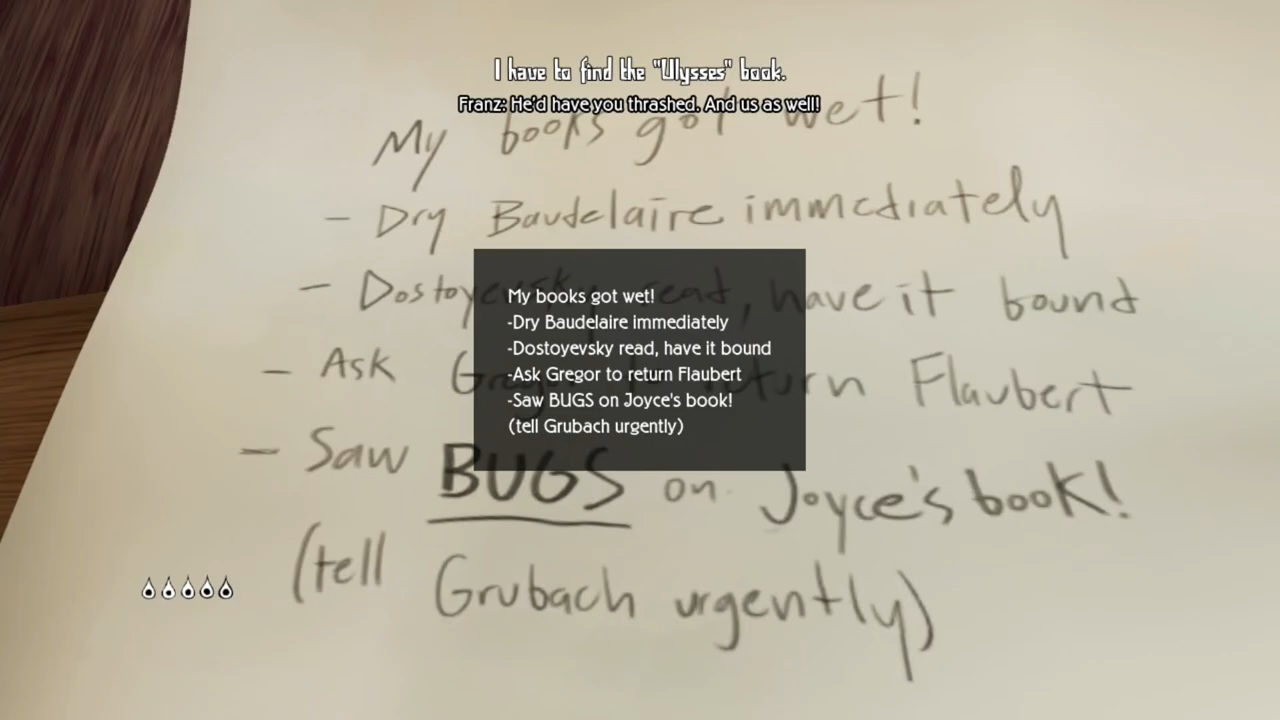 I have to find the "Ulysses" book.
Franz: He'd have you thrashed. And us as well!
My books got wet!
- Dry Baudelaire immediately
- Dostoyevsky read, have it bound
- Ask Gregor to return Flaubert
- Saw BUGS on Joyce's book!
(tell Grubach urgently)
My books got wet!
-Dry Baudelaire immediately
-Dostoyevsky read, have it bound
-Ask Gregor to return Flaubert
-Saw BUGS on Joyce's book!
(tell Grubach urgently)